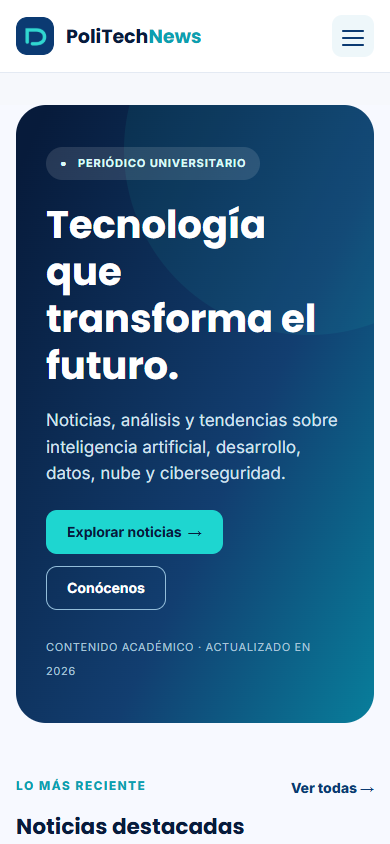 PoliTechNews
PERIÓDICO UNIVERSITARIO
Tecnología
que
transforma el
futuro.
Noticias, análisis y tendencias sobre
inteligencia artificial, desarrollo,
datos, nube y ciberseguridad.
Explorar noticias →
Conócenos
CONTENIDO ACADÉMICO · ACTUALIZADO EN
2026
LO MÁS RECIENTE
Ver todas →
Noticias destacadas